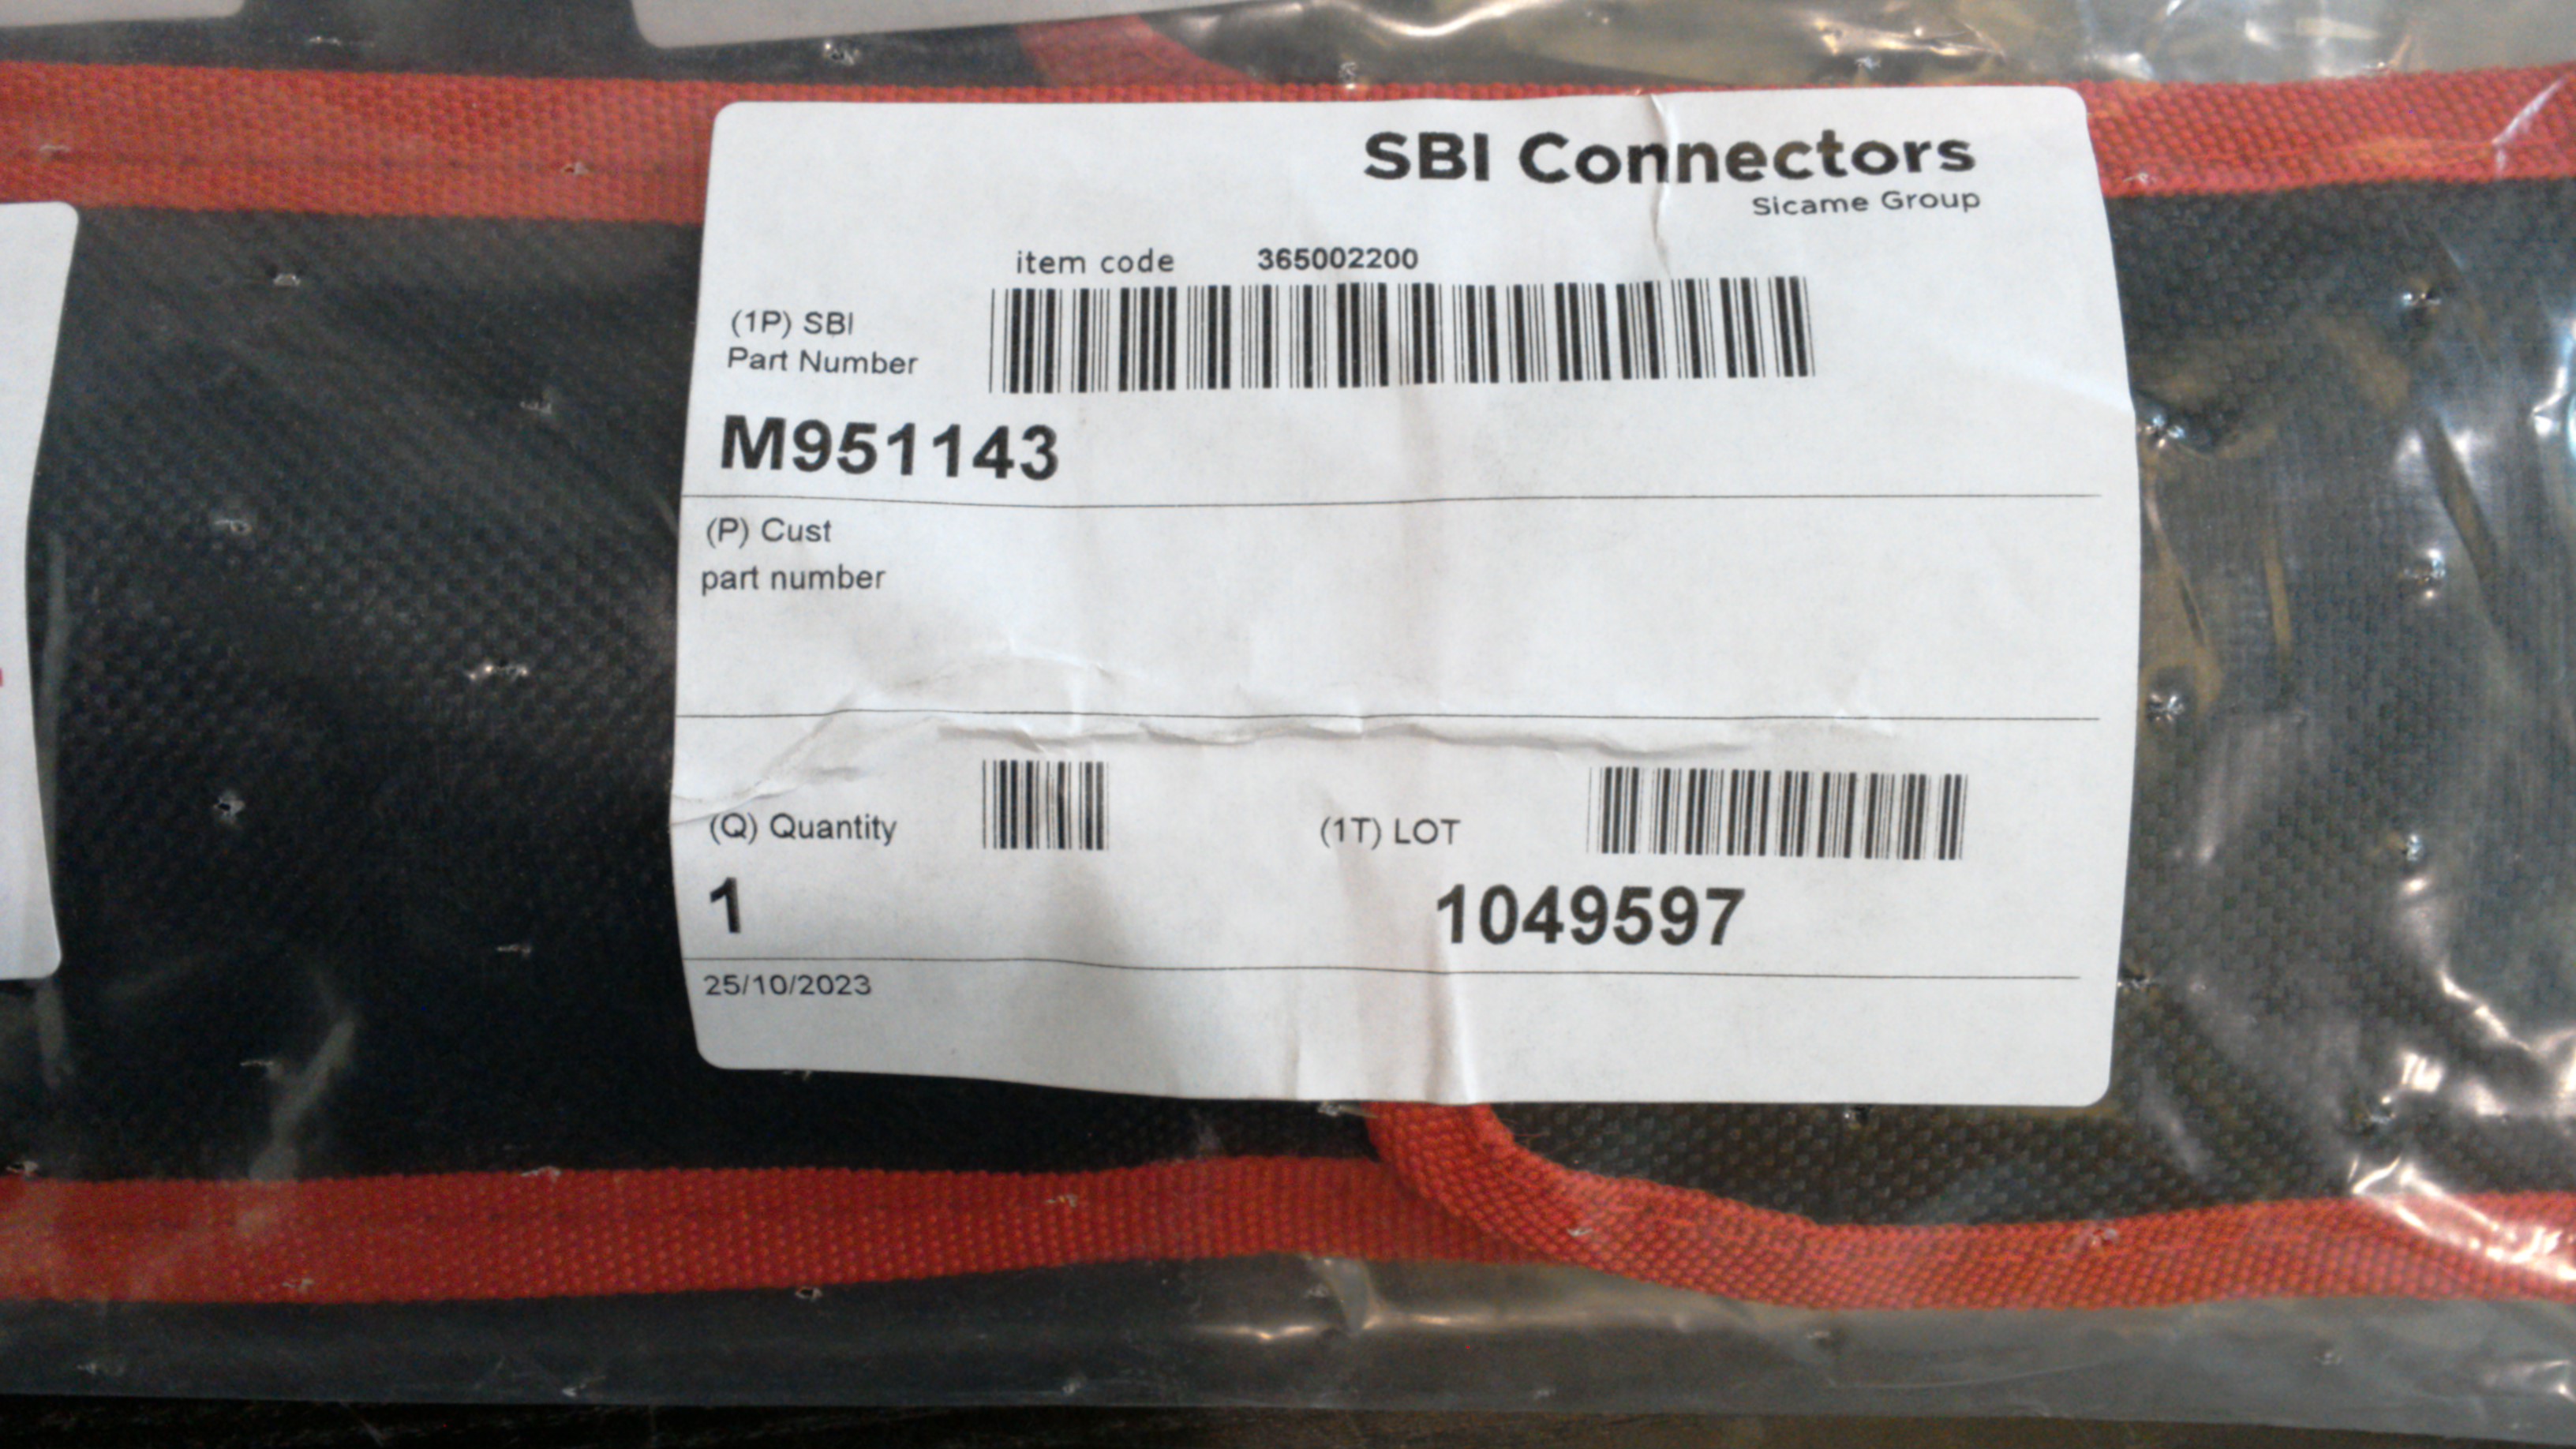 SBI Connectors
Sicame Group
item code 365002200
(1P) SBI
Part Number
M951143
(P) Cust
part number
(Q) Quantity
(1T) LOT
1
1049597
25/10/2023